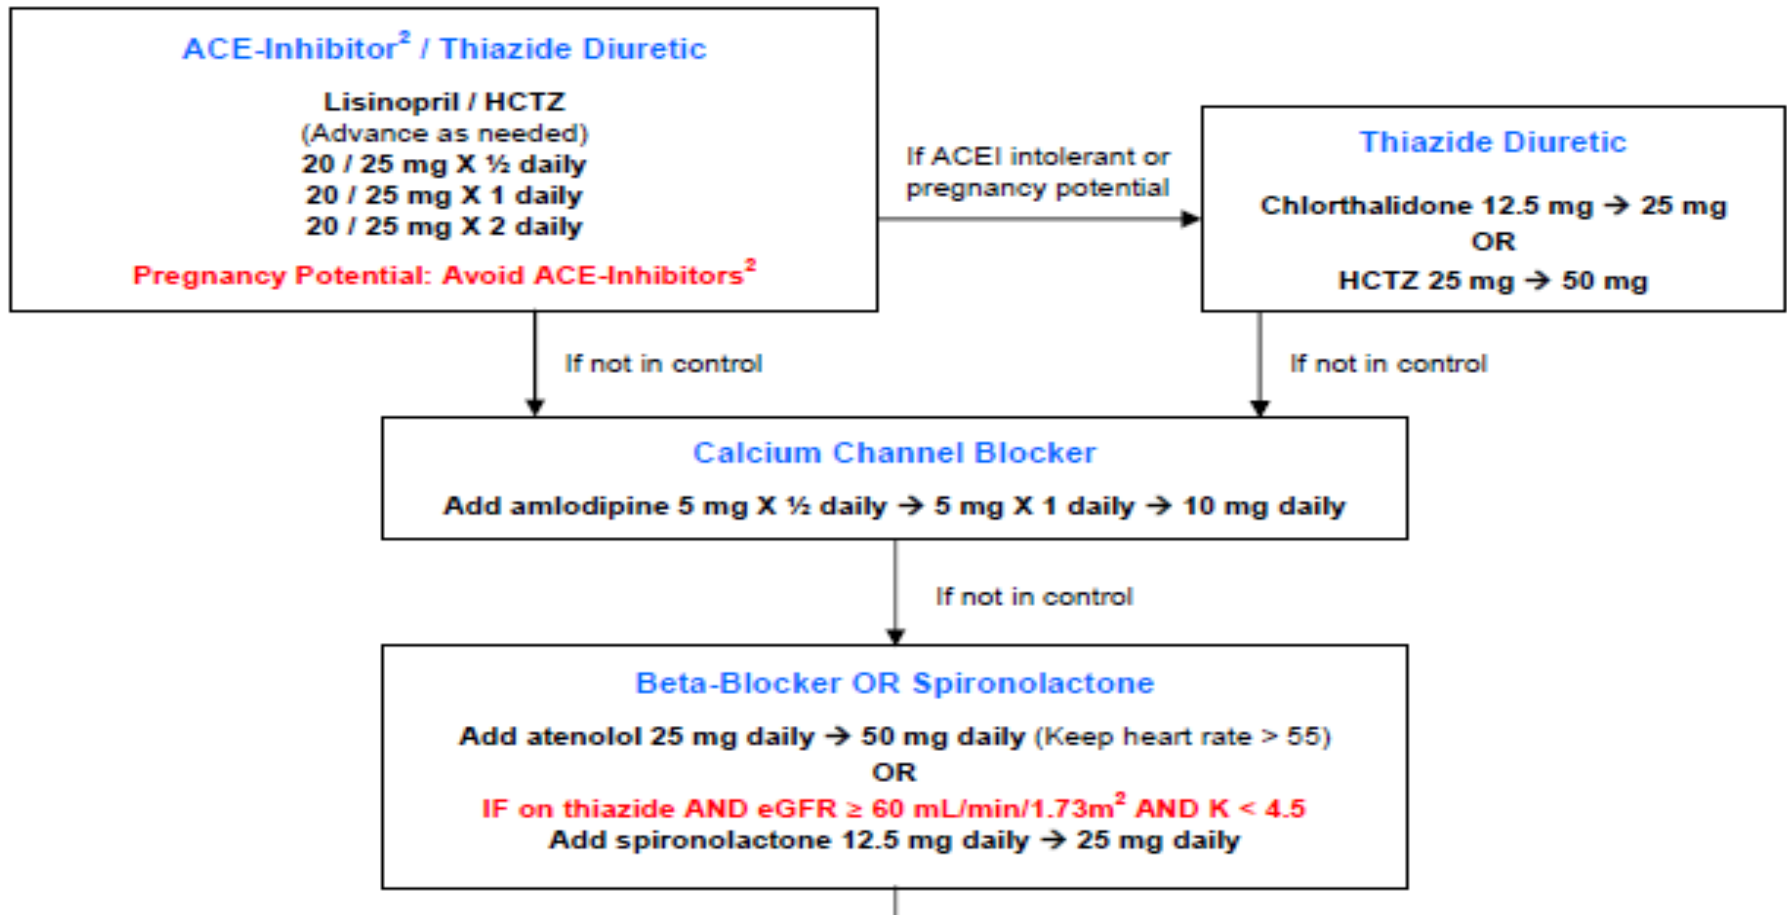 ACE-Inhibitor² / Thiazide Diuretic
Lisinopril / HCTZ
(Advance as needed)
20 / 25 mg X ½ daily
20 / 25 mg X 1 daily
20 / 25 mg X 2 daily
Pregnancy Potential: Avoid ACE-Inhibitors²
If ACEI intolerant or
pregnancy potential
Thiazide Diuretic
Chlorthalidone 12.5 mg → 25 mg
OR
HCTZ 25 mg → 50 mg
If not in control
If not in control
Calcium Channel Blocker
Add amlodipine 5 mg X ½ daily → 5 mg X 1 daily → 10 mg daily
If not in control
Beta-Blocker OR Spironolactone
Add atenolol 25 mg daily → 50 mg daily (Keep heart rate > 55)
OR
IF on thiazide AND eGFR ≥ 60 mL/min/1.73m² AND K < 4.5
Add spironolactone 12.5 mg daily → 25 mg daily